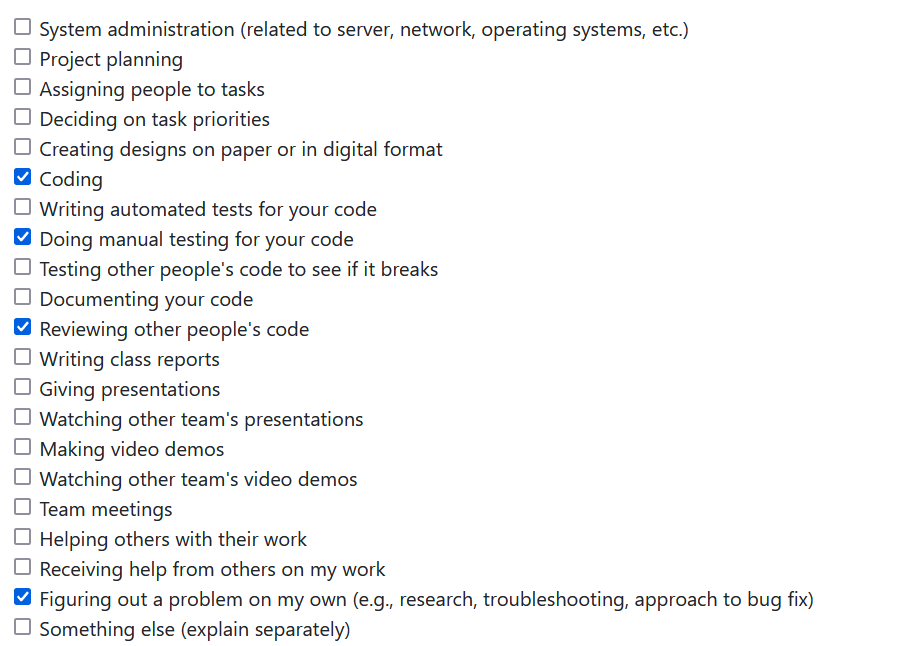 System administration (related to server, network, operating systems, etc.)
Project planning
Assigning people to tasks
Deciding on task priorities
Creating designs on paper or in digital format
Coding
Writing automated tests for your code
Doing manual testing for your code
Testing other people's code to see if it breaks
Documenting your code
Reviewing other people's code
Writing class reports
Giving presentations
Watching other team's presentations
Making video demos
Watching other team's video demos
Team meetings
Helping others with their work
Receiving help from others on my work
Figuring out a problem on my own (e.g., research, troubleshooting, approach to bug fix)
Something else (explain separately)